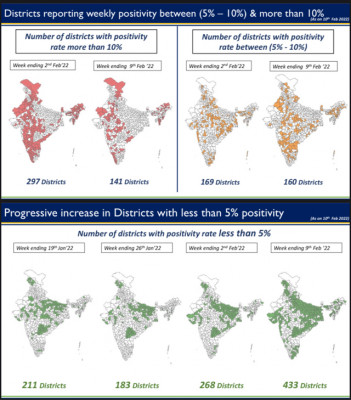 Districts reporting weekly positivity between (5% – 10%) & more than 10%
(As on 10th Feb 2022)
Number of districts with positivity
rate more than 10%
Number of districts with positivity
rate between (5% - 10%)
Week ending 2nd Feb'22
Week ending 9th Feb '22
Week ending 2nd Feb'22
Week ending 9th Feb '22
297 Districts
141 Districts
169 Districts
160 Districts
Progressive increase in Districts with less than 5% positivity
(As on 10th Feb 2022)
Number of districts with positivity rate less than 5%
Week ending 19th Jan'22
Week ending 26th Jan'22
Week ending 2nd Feb'22
Week ending 9th Feb '22
211 Districts
183 Districts
268 Districts
433 Districts